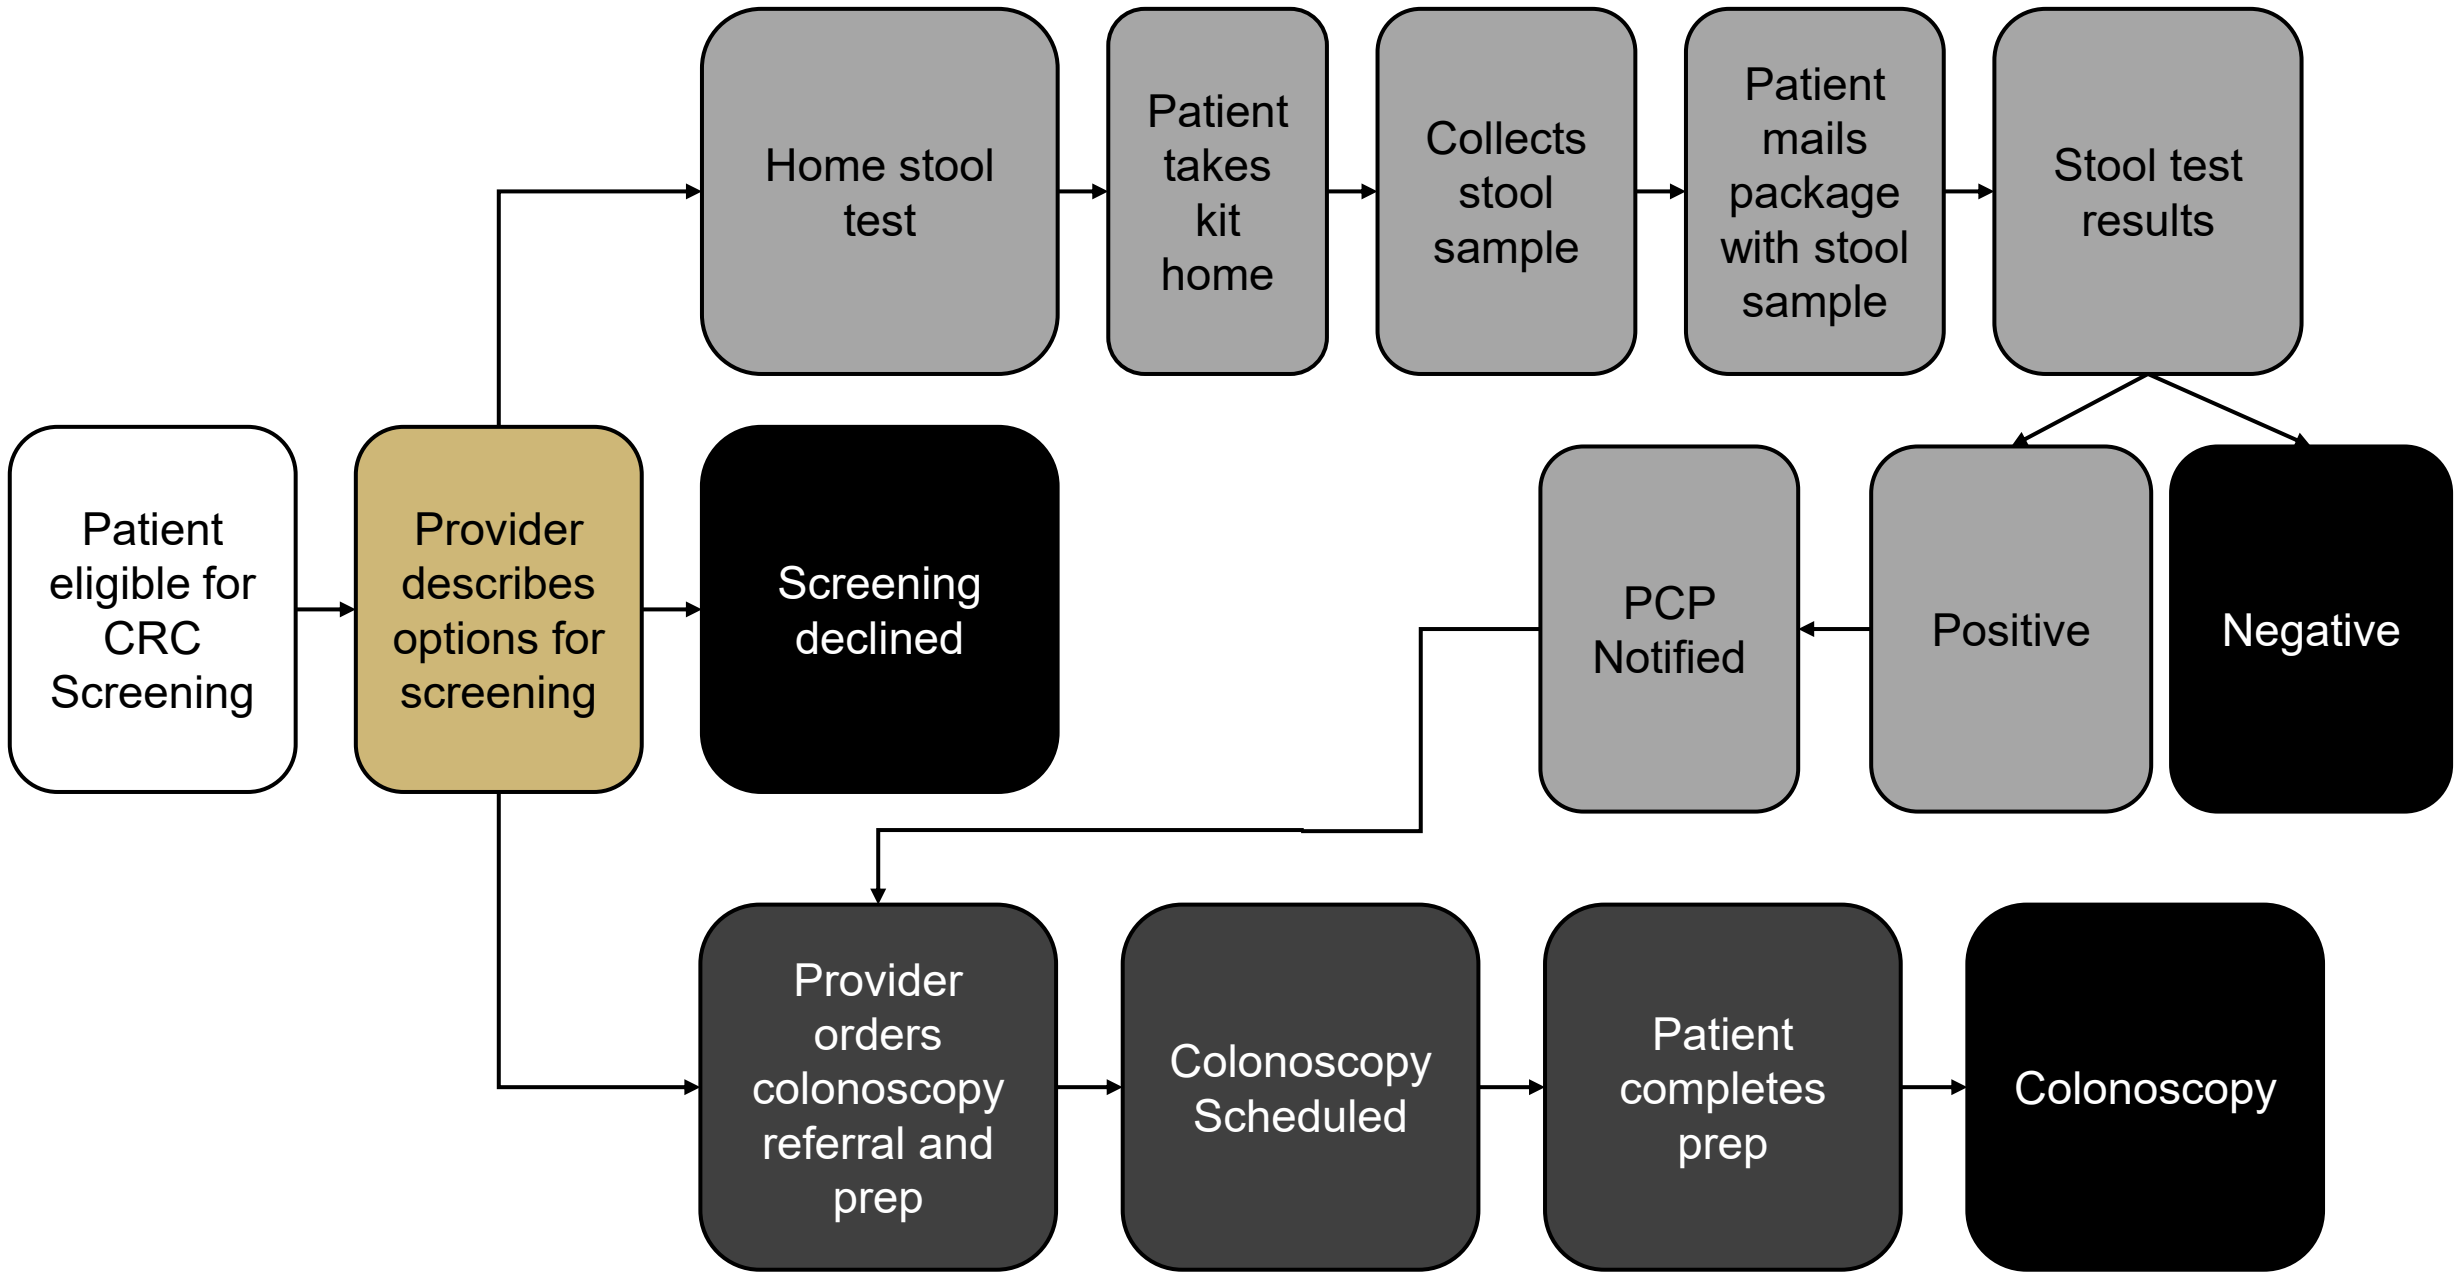 Home stool
test
Patient
takes
kit
home
Collects
stool
sample
Patient
mails
package
with stool
sample
Stool test
results
Patient
eligible for
CRC
Screening
Provider
describes
options for
screening
Screening
declined
PCP
Notified
Positive
Negative
Provider
orders
colonoscopy
referral and
prep
Colonoscopy
Scheduled
Patient
completes
prep
Colonoscopy